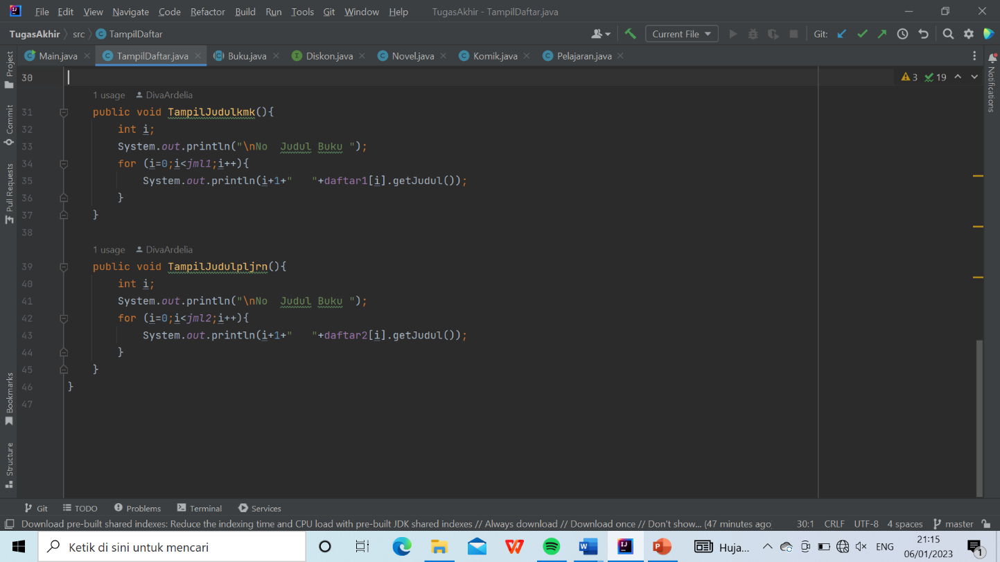 File Edit View Navigate Code Refactor Build Run Tools Git Window Help TugasAkhir - TampilDaftar.java
TugasAkhir src TampilDaftar Current File Git:
Main.java TampilDaftar.java Buku.java Diskon.java Novel.java Komik.java Pelajaran.java
Project
Commit
Pull Requests
Bookmarks
Structure
Notifications
30 3 19
1 usage DivaArdelia
31 public void TampilJudulkmk(){
32 int i;
33 System.out.println("\nNo  Judul Buku ");
34 for (i=0;i<jml1;i++){
35 System.out.println(i+1+"   "+daftar1[i].getJudul());
36 }
37 }
38
1 usage DivaArdelia
39 public void TampilJudulpljrn(){
40 int i;
41 System.out.println("\nNo  Judul Buku ");
42 for (i=0;i<jml2;i++){
43 System.out.println(i+1+"   "+daftar2[i].getJudul());
44 }
45 }
46 }
47
Git TODO Problems Terminal Services
Download pre-built shared indexes: Reduce the indexing time and CPU load with pre-built JDK shared indexes // Always download // Download once // Don't show... (47 minutes ago 30:1 CRLF UTF-8 4 spaces master
Ketik di sini untuk mencari Huja... ENG 21:15
06/01/2023 1